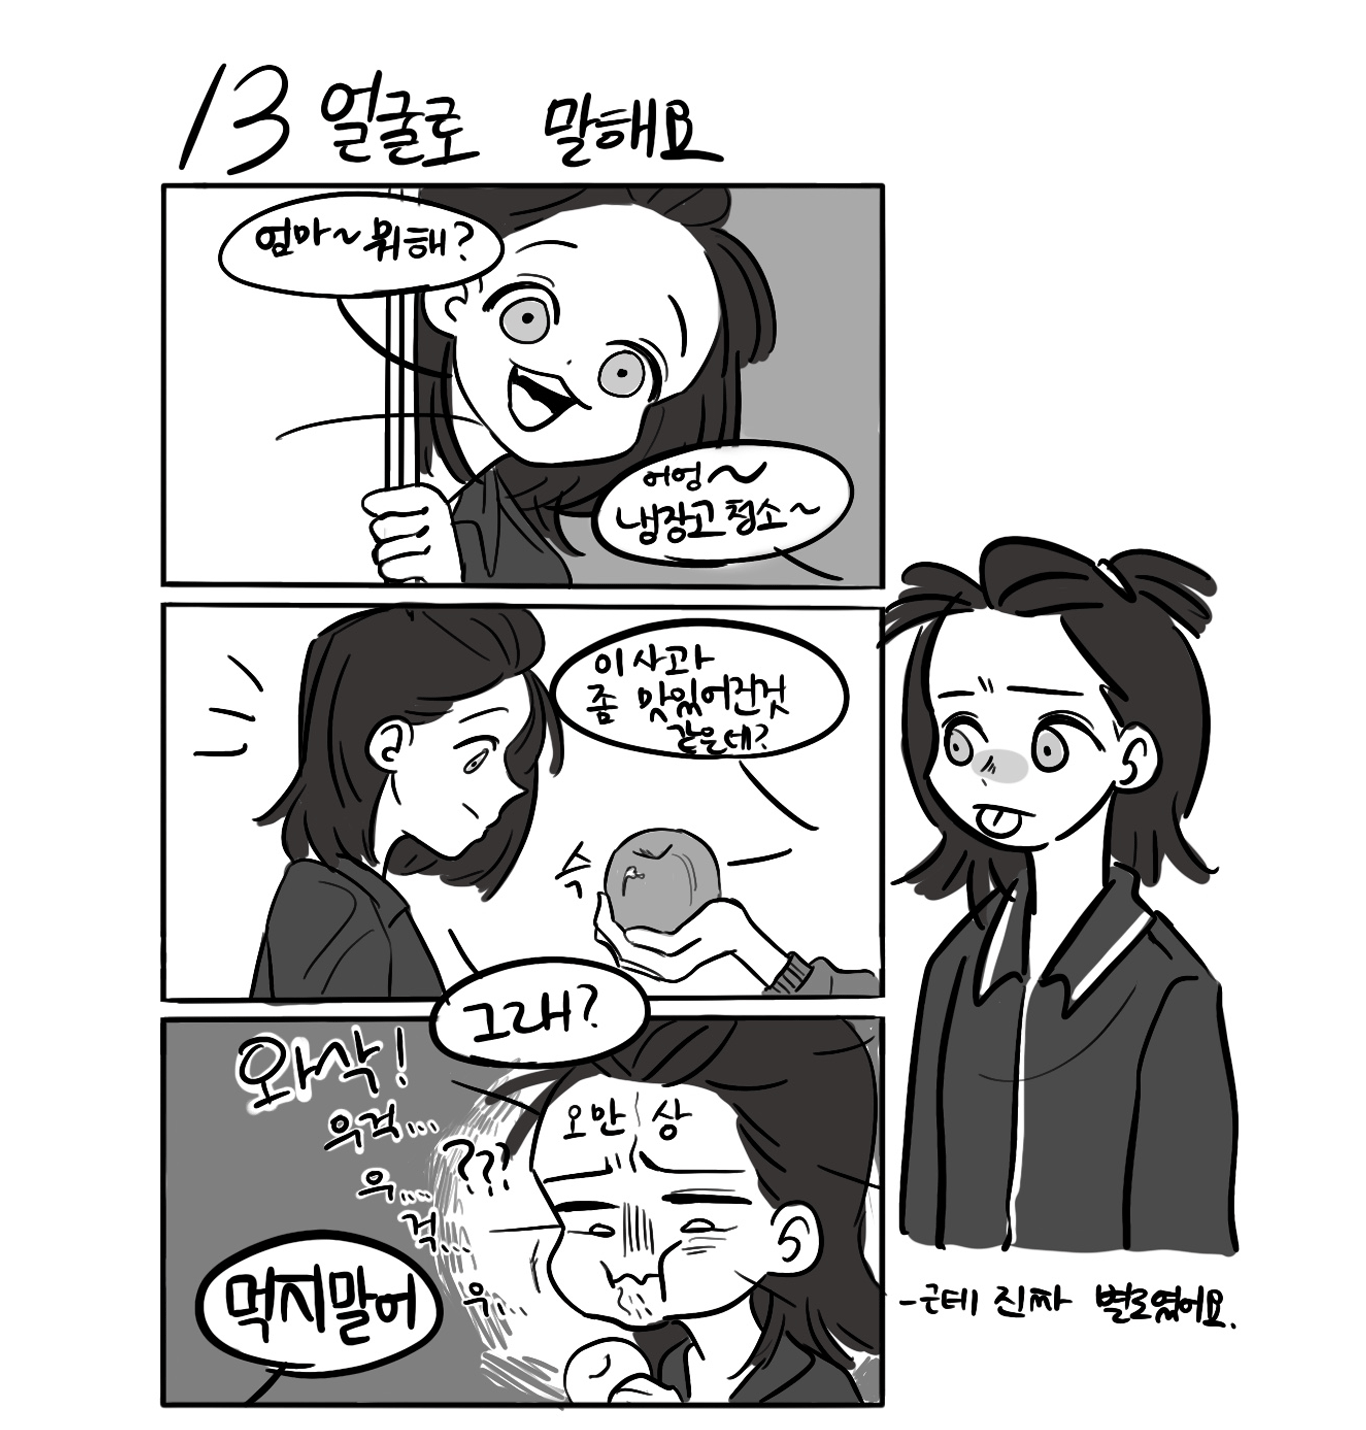 13 얼굴로 말해요
엄마~ 뭐해?
어엉~
냉장고 청소~
이 사과
좀 맛있어진것
같은데?
슥
그래?
와삭!
우걱...
???
우...
걱...
우..
오만상
먹지말어
-근데 진짜 별로였어요.